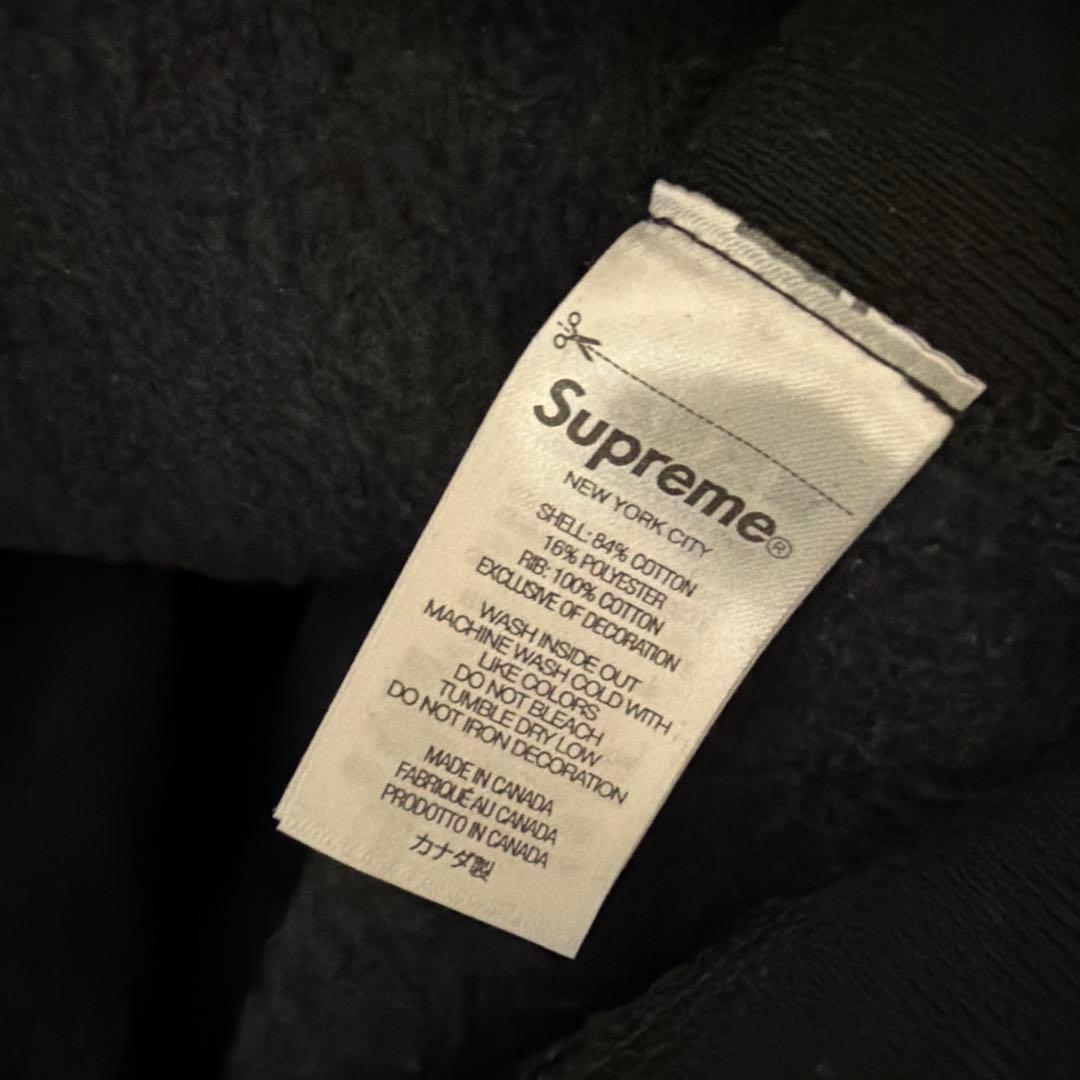 Supreme®
NEW YORK CITY
SHELL: 84% COTTON
16% POLYESTER
RIB: 100% COTTON
EXCLUSIVE OF DECORATION
WASH INSIDE OUT
MACHINE WASH COLD WITH
LIKE COLORS
DO NOT BLEACH
TUMBLE DRY LOW
DO NOT IRON DECORATION
MADE IN CANADA
FABRIQUÉ AU CANADA
PRODOTTO IN CANADA
カナダ製